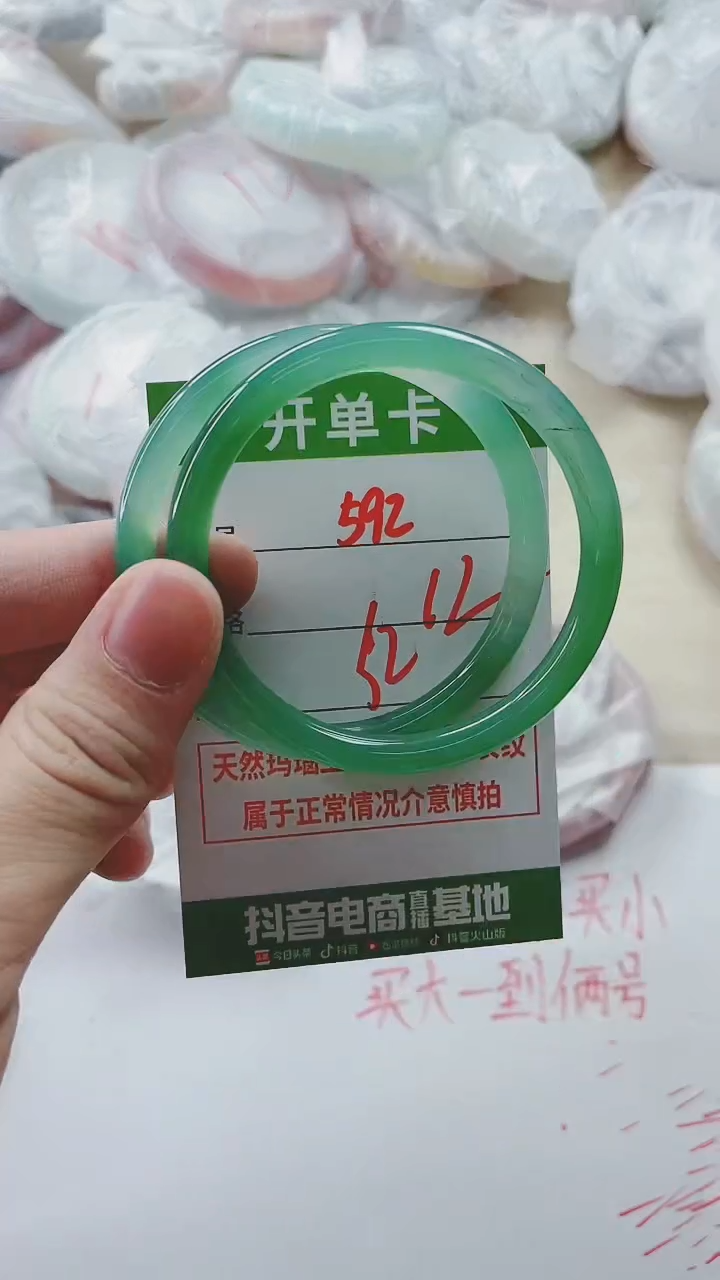 开单卡
592
12
名
52
天然玛瑙
属于正常情况介意慎拍
抖音电商直播基地
今日头条 抖音 抖音火山版
买小
买大一到俩号